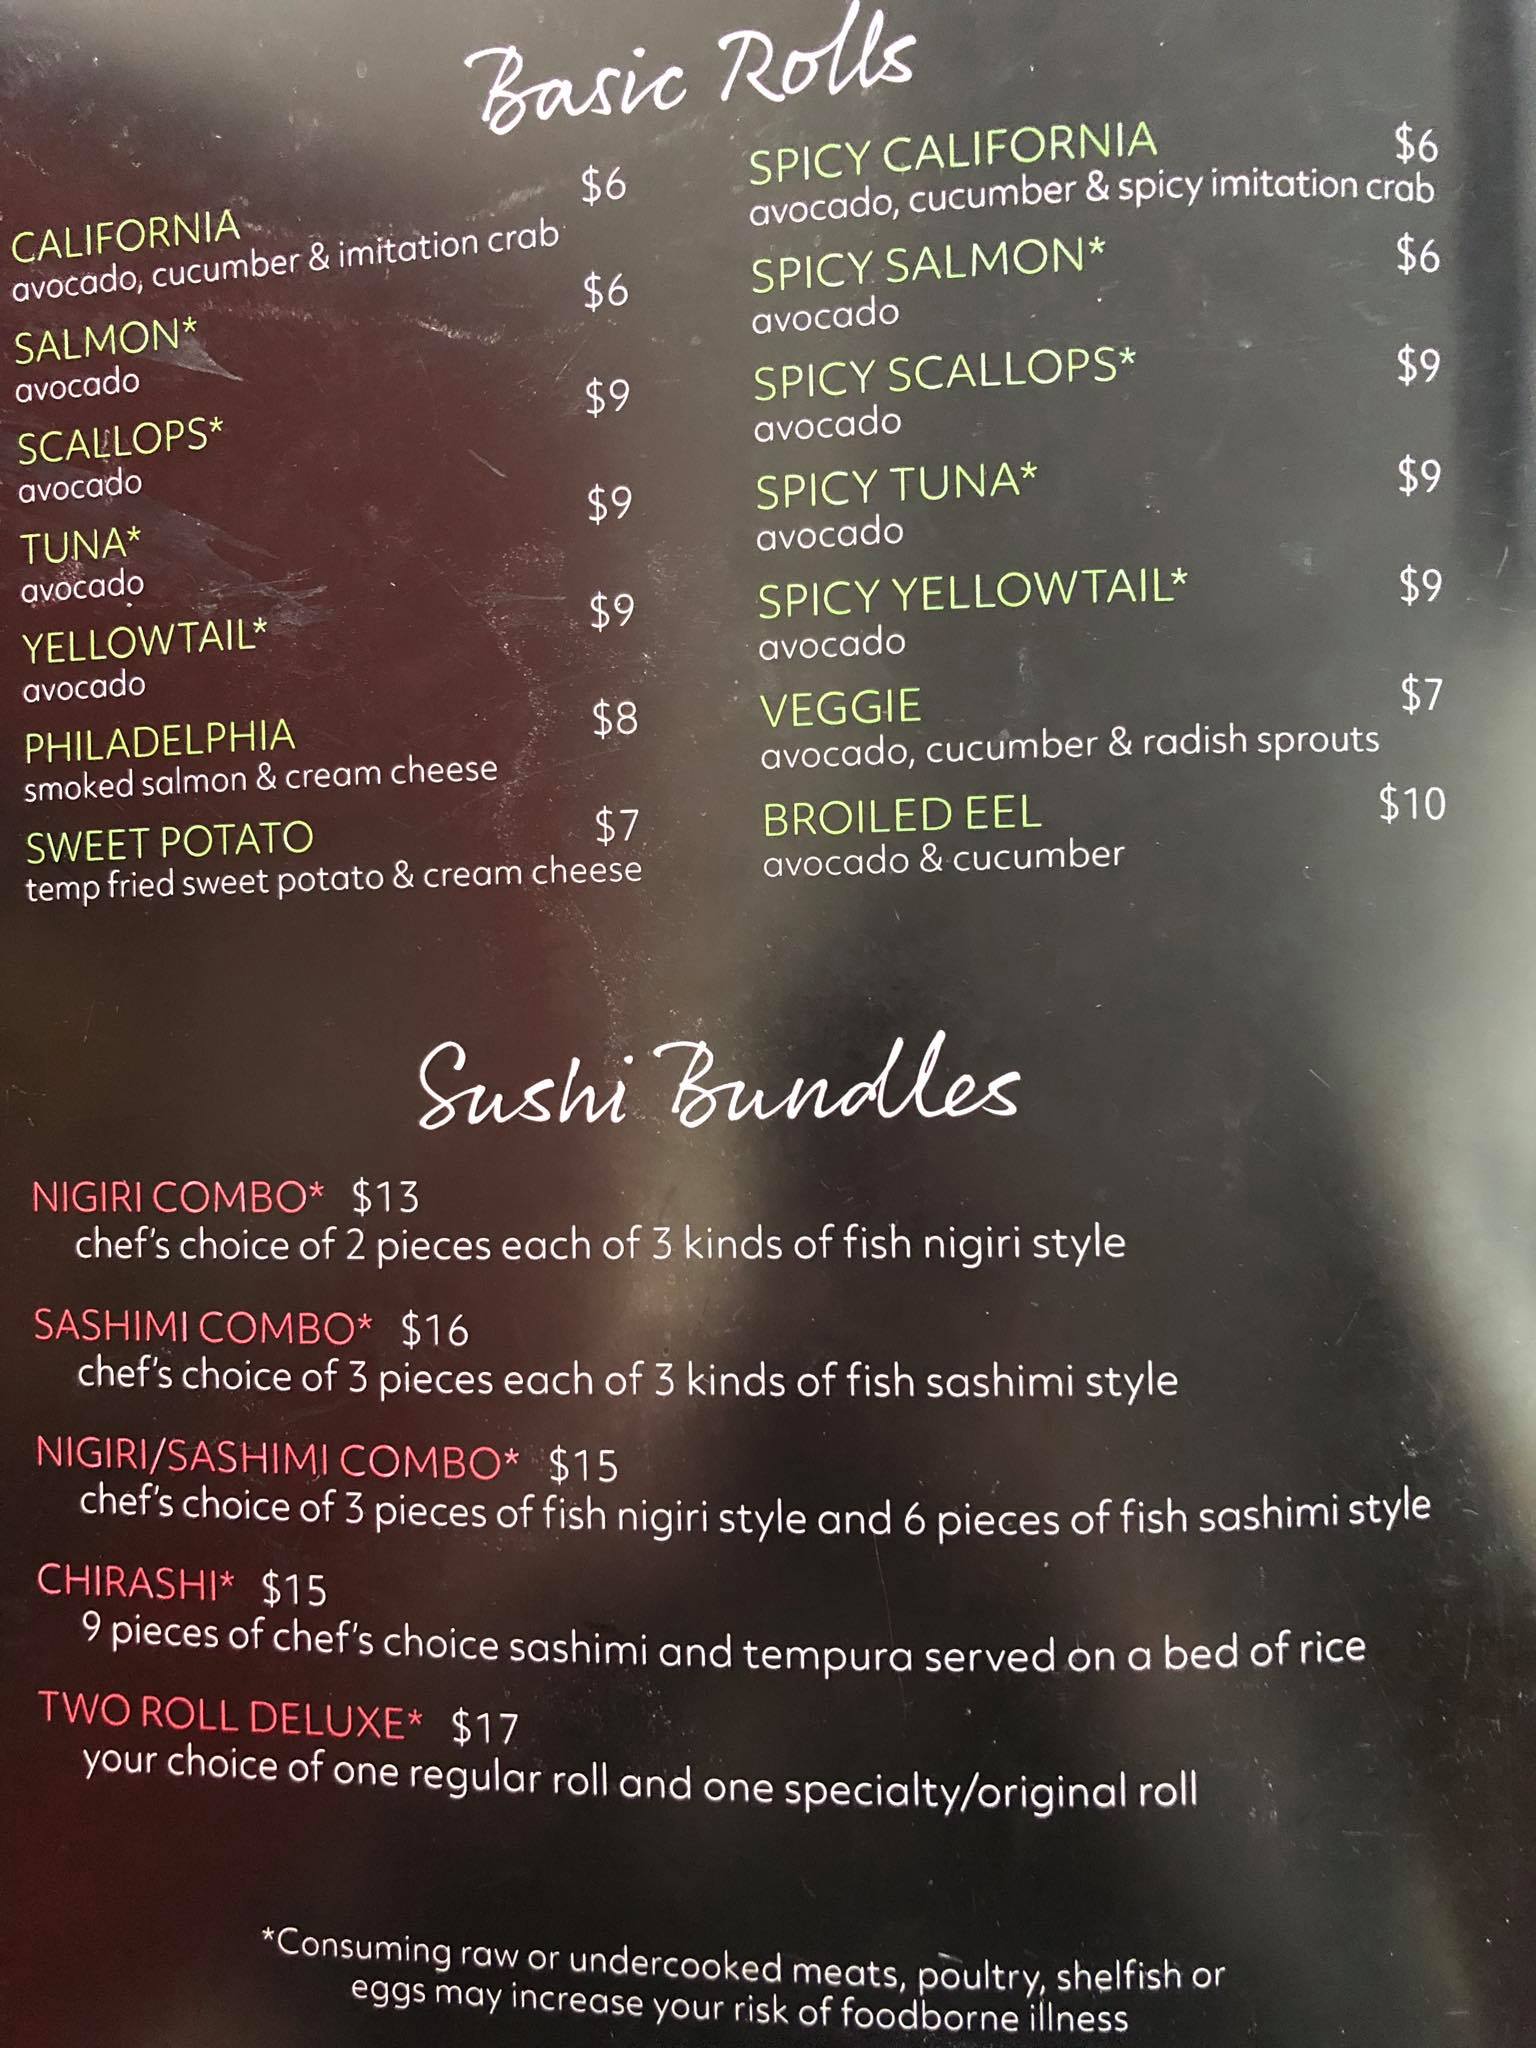 Basic Rolls
CALIFORNIA $6
avocado, cucumber & imitation crab
SALMON* $6
avocado
SCALLOPS* $9
avocado
TUNA* $9
avocado
YELLOWTAIL* $9
avocado
PHILADELPHIA $8
smoked salmon & cream cheese
SWEET POTATO $7
temp fried sweet potato & cream cheese
SPICY CALIFORNIA $6
avocado, cucumber & spicy imitation crab
SPICY SALMON* $6
avocado
SPICY SCALLOPS* $9
avocado
SPICY TUNA* $9
avocado
SPICY YELLOWTAIL* $9
avocado
VEGGIE $7
avocado, cucumber & radish sprouts
BROILED EEL $10
avocado & cucumber
Sushi Bundles
NIGIRI COMBO* $13
chef's choice of 2 pieces each of 3 kinds of fish nigiri style
SASHIMI COMBO* $16
chef's choice of 3 pieces each of 3 kinds of fish sashimi style
NIGIRI/SASHIMI COMBO* $15
chef's choice of 3 pieces of fish nigiri style and 6 pieces of fish sashimi style
CHIRASHI* $15
9 pieces of chef's choice sashimi and tempura served on a bed of rice
TWO ROLL DELUXE* $17
your choice of one regular roll and one specialty/original roll
*Consuming raw or undercooked meats, poultry, shelfish or
eggs may increase your risk of foodborne illness